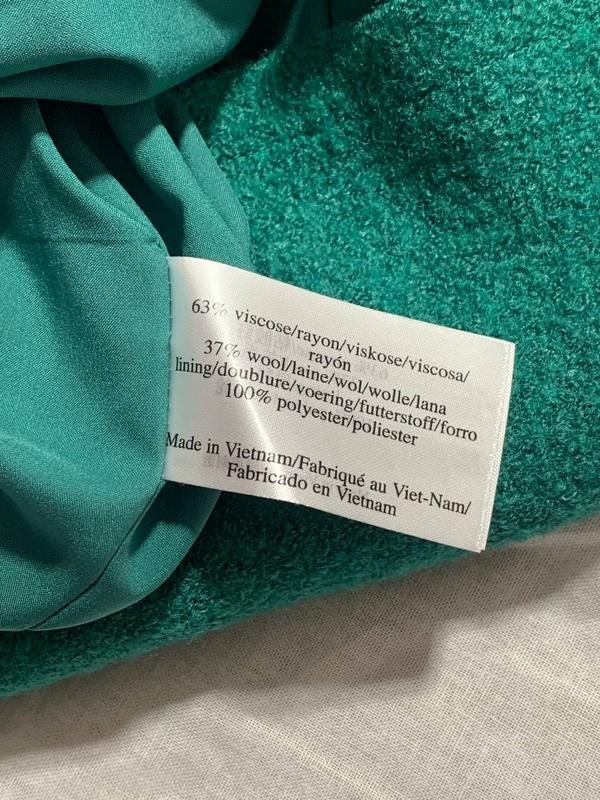 63% viscose/rayon/viskose/viscosa/
rayón
37% wool/laine/wol/wolle/lana
lining/doublure/voering/futterstoff/forro
100% polyester/poliester
Made in Vietnam/Fabriqué au Viet-Nam/
Fabricado en Vietnam